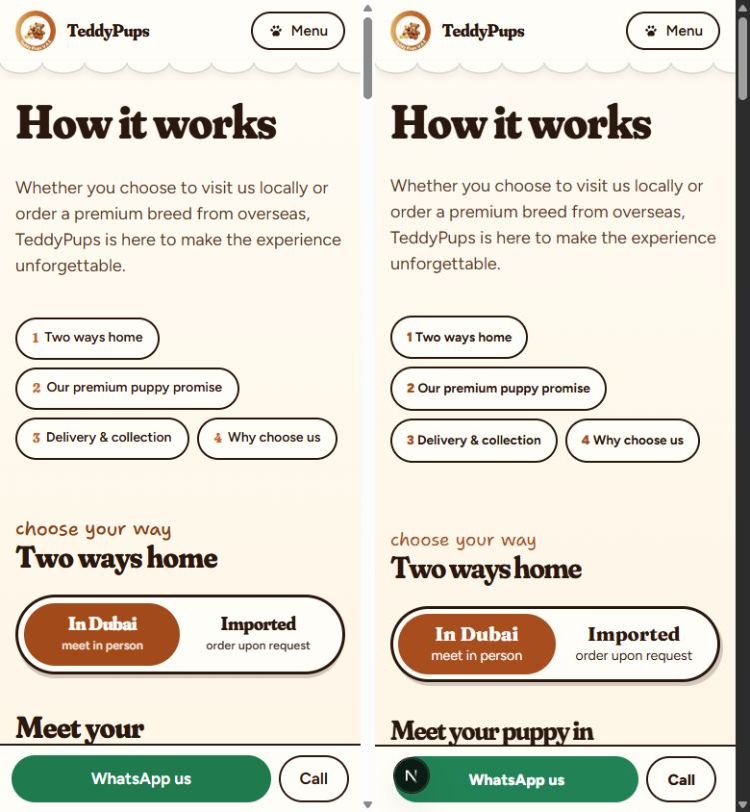 TeddyPups
Menu
How it works
Whether you choose to visit us locally or
order a premium breed from overseas,
TeddyPups is here to make the experience
unforgettable.
1 Two ways home
2 Our premium puppy promise
3 Delivery & collection
4 Why choose us
choose your way
Two ways home
In Dubai
meet in person
Imported
order upon request
Meet your
WhatsApp us
Call
TeddyPups
Menu
How it works
Whether you choose to visit us locally or
order a premium breed from overseas,
TeddyPups is here to make the experience
unforgettable.
1 Two ways home
2 Our premium puppy promise
3 Delivery & collection
4 Why choose us
choose your way
Two ways home
In Dubai
meet in person
Imported
order upon request
Meet your puppy in
N
WhatsApp us
Call